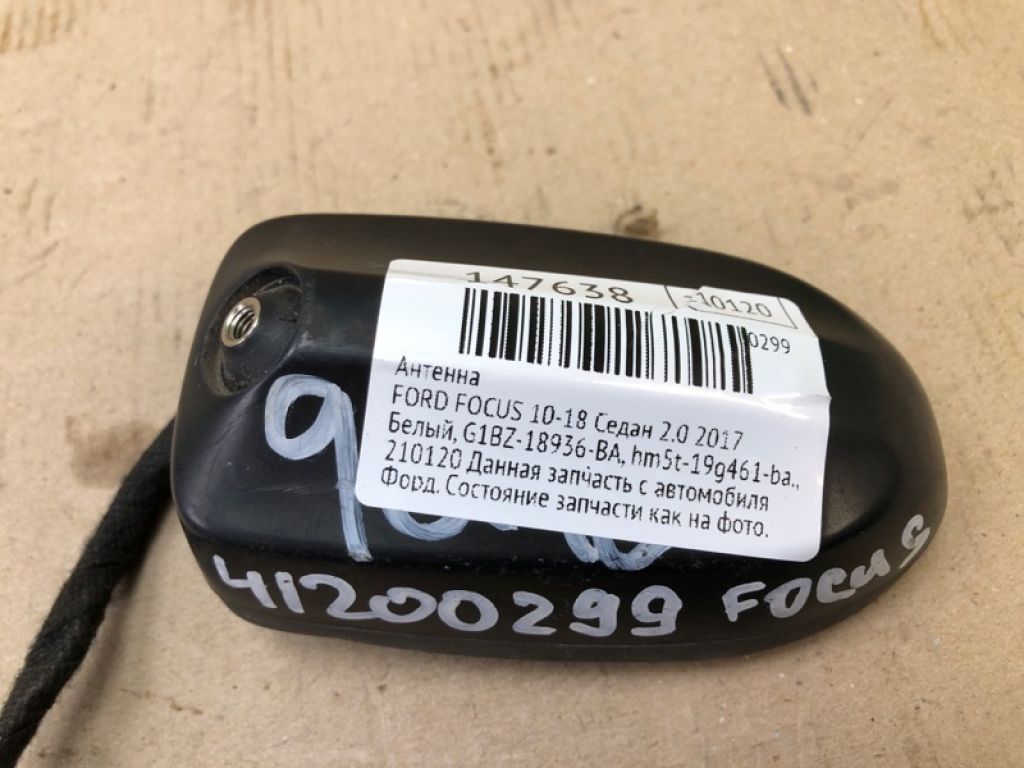 147638
-10120
0299
Антенна
FORD FOCUS 10-18 Седан 2.0 2017
Белый, G1BZ-18936-BA, hm5t-19g461-ba.,
210120 Данная запчасть с автомобиля
Форд. Состояние запчасти как на фото.
41200299 FOCUS